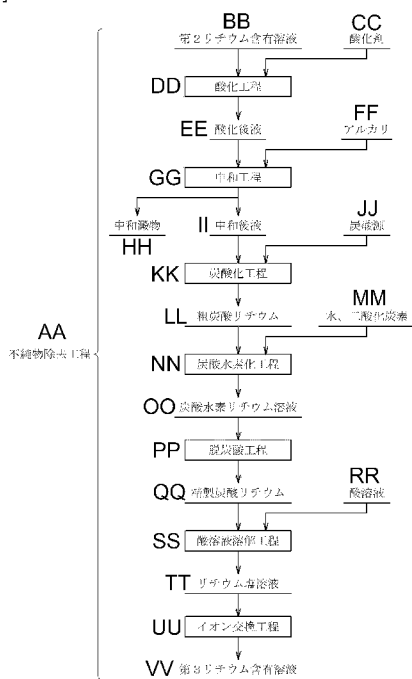 BB
第２リチウム含有溶液
CC
酸化剤
DD
酸化工程
EE
酸化後液
FF
アルカリ
GG
中和工程
中和澱物
HH
II
中和後液
JJ
炭酸源
KK
炭酸化工程
LL
粗炭酸リチウム
MM
水、二酸化炭素
AA
不純物除去工程
NN
炭酸水素化工程
OO
炭酸水素リチウム溶液
PP
脱炭酸工程
QQ
精製炭酸リチウム
RR
酸溶液
SS
酸溶液溶解工程
TT
リチウム塩溶液
UU
イオン交換工程
VV
第３リチウム含有溶液